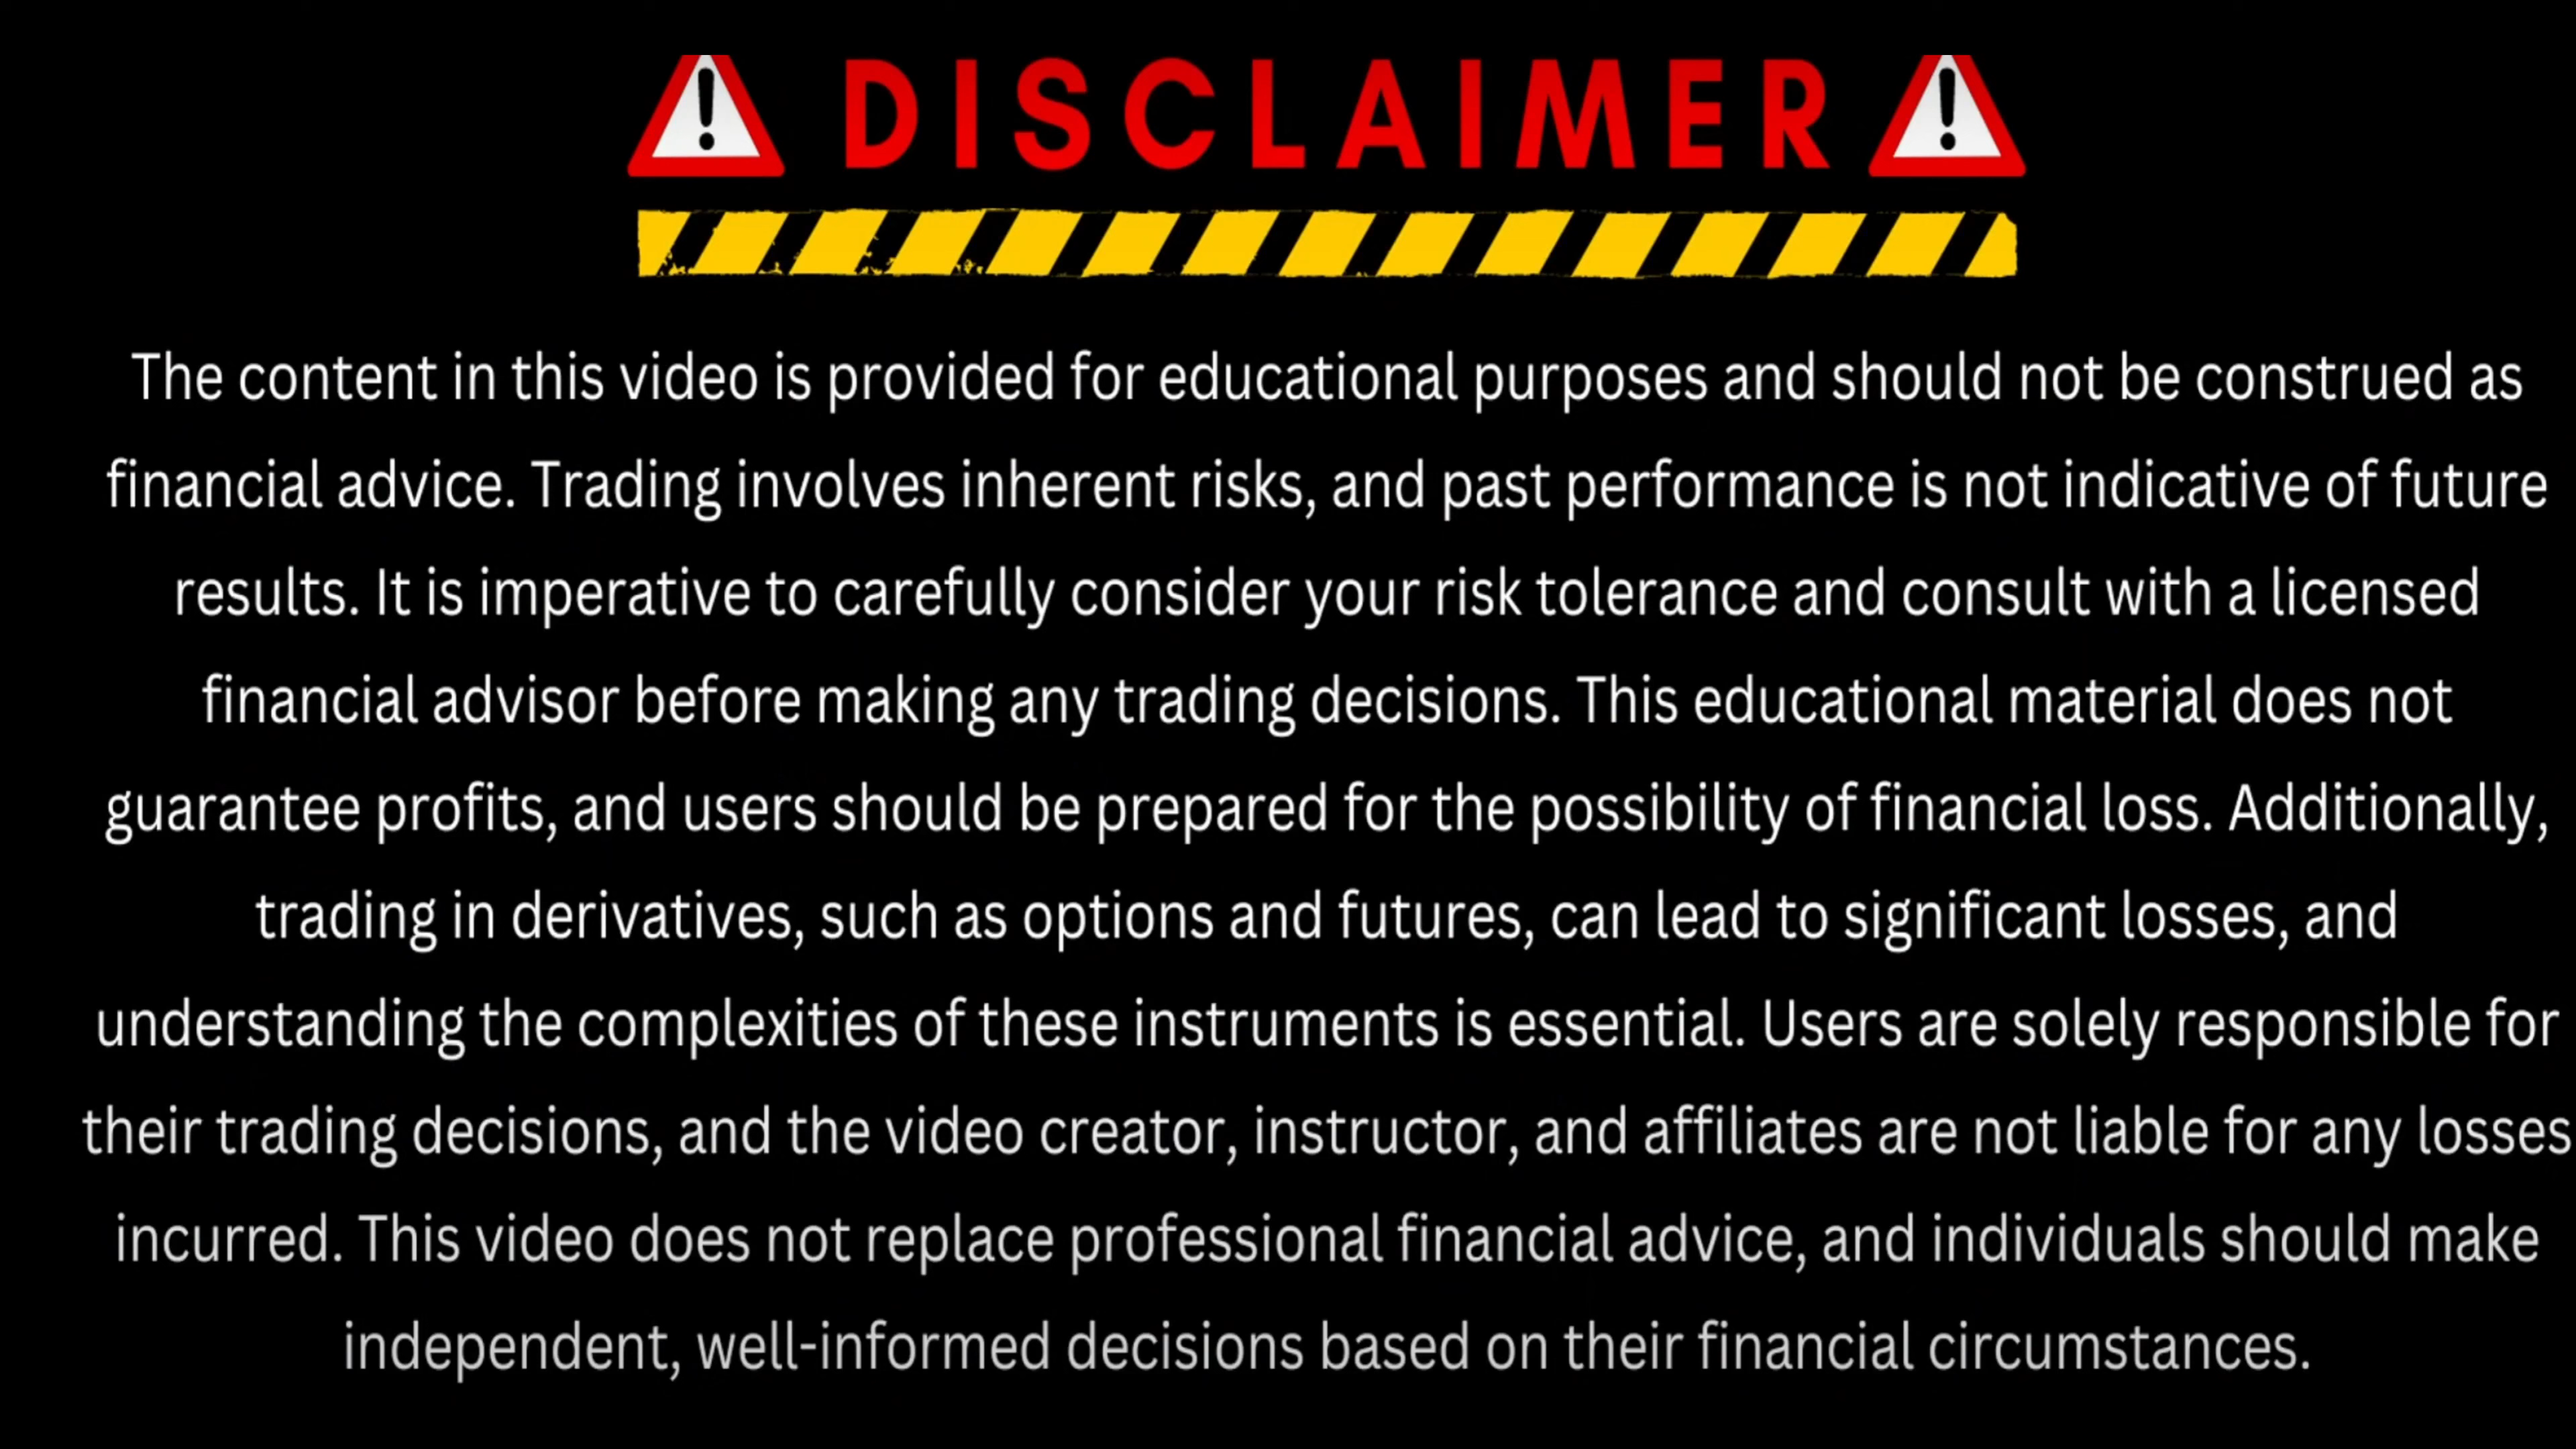 DISCLAIMER
The content in this video is provided for educational purposes and should not be construed as
financial advice. Trading involves inherent risks, and past performance is not indicative of future
results. It is imperative to carefully consider your risk tolerance and consult with a licensed
financial advisor before making any trading decisions. This educational material does not
guarantee profits, and users should be prepared for the possibility of financial loss. Additionally,
trading in derivatives, such as options and futures, can lead to significant losses, and
understanding the complexities of these instruments is essential. Users are solely responsible for
their trading decisions, and the video creator, instructor, and affiliates are not liable for any losses
incurred. This video does not replace professional financial advice, and individuals should make
independent, well-informed decisions based on their financial circumstances.